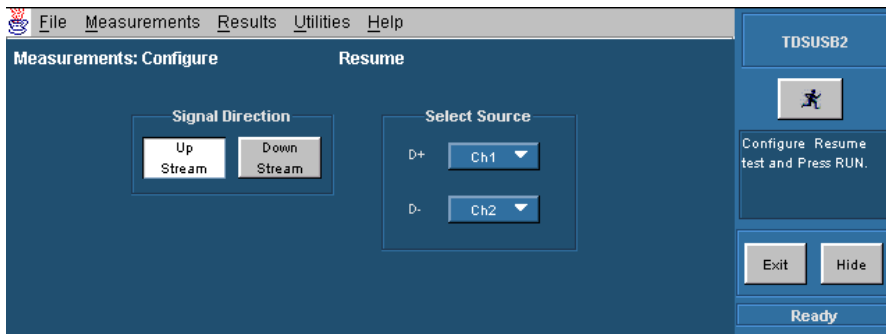 File Measurements Results Utilities Help
TDSUSB2
Measurements: Configure Resume
Signal Direction
Up Stream
Down Stream
Select Source
D+ Ch1
D- Ch2
Configure Resume
test and Press RUN.
Exit Hide
Ready